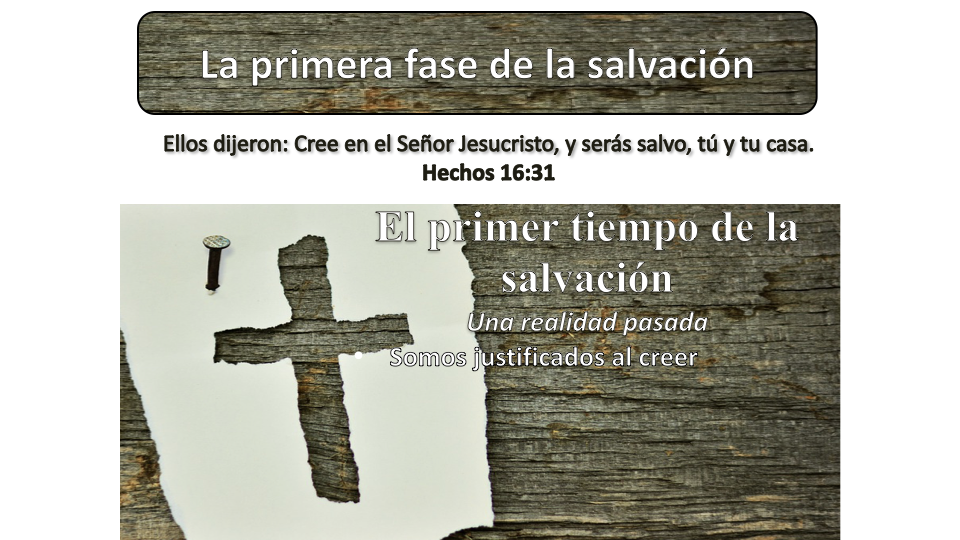 La primera fase de la salvación
Ellos dijeron: Cree en el Señor Jesucristo, y serás salvo, tú y tu casa.
Hechos 16:31
El primer tiempo de la
salvación
Una realidad pasada
• Somos justificados al creer